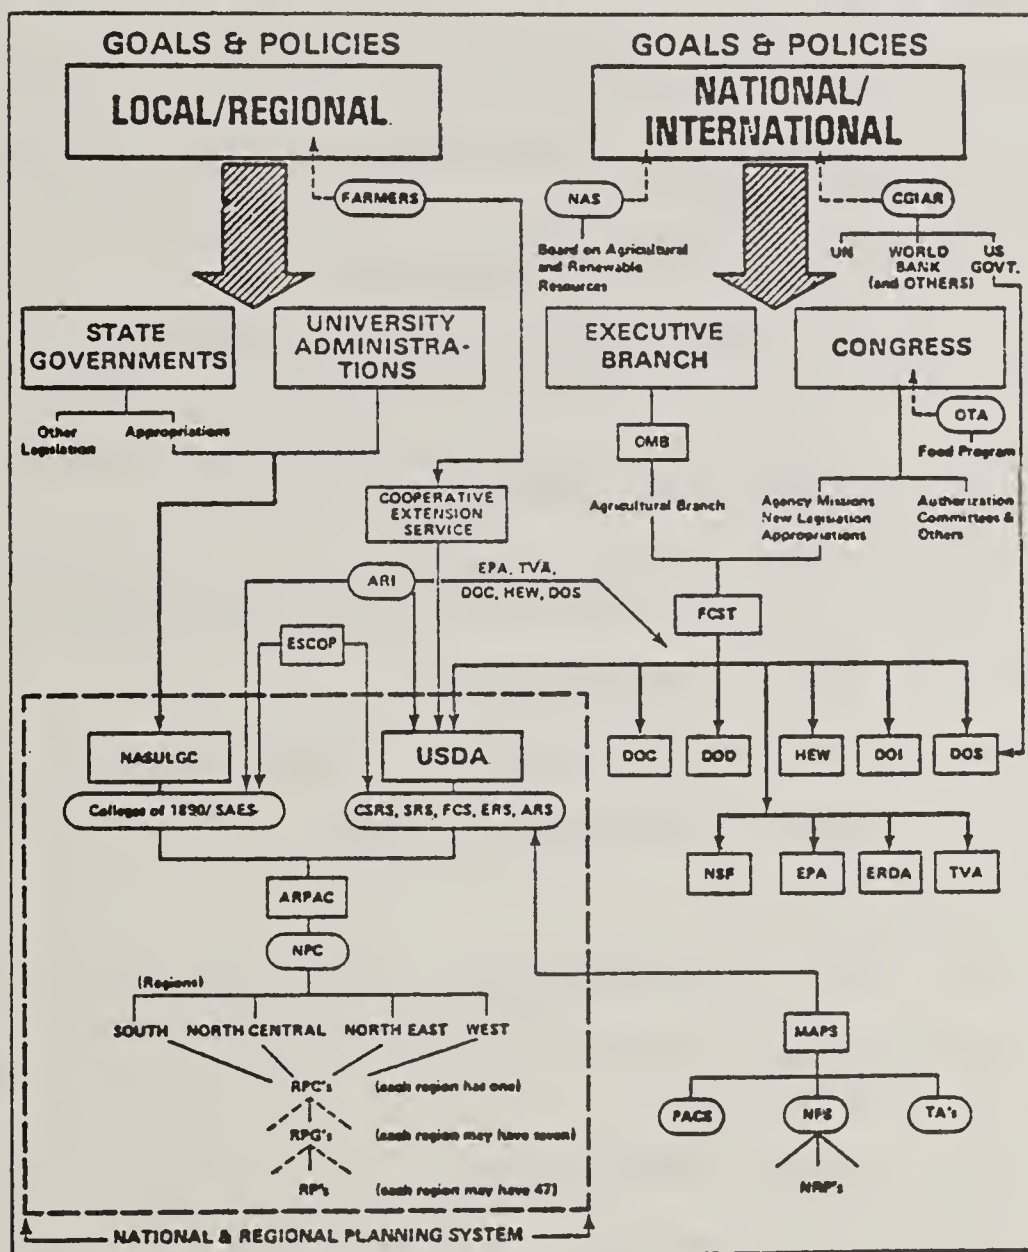 GOALS & POLICIES
LOCAL/REGIONAL
GOALS & POLICIES
NATIONAL/
INTERNATIONAL
FARMERS
NAS
Board on Agricultural
and Renewable
Resources
CGIAR
UN
WORLD
BANK
(and OTHERS)
US
GOVT.
STATE
GOVERNMENTS
UNIVERSITY
ADMINISTRA-
TIONS
EXECUTIVE
BRANCH
CONGRESS
Other
Legislation
Appropriations
OMB
OTA
Food Program
COOPERATIVE
EXTENSION
SERVICE
Agricultural Branch
Agency Missions
New Legislation
Appropriations
Authorization
Committees &
Others
ARI
EPA, TVA,
DOC, HEW, DOS
FCST
ESCOP
NASULGC
USDA
DOC
DOD
HEW
DOI
DOS
Colleges of 1890/ SAES
CSRS, SRS, FCS, ERS, ARS
NSF
EPA
ERDA
TVA
ARPAC
NPC
(Regions)
SOUTH
NORTH CENTRAL
NORTH EAST
WEST
MAPS
RPC's
(each region has one)
PACS
NPS
TA's
RPG's
(each region may have seven)
NRP's
RP's
(each region may have 47)
NATIONAL & REGIONAL PLANNING SYSTEM